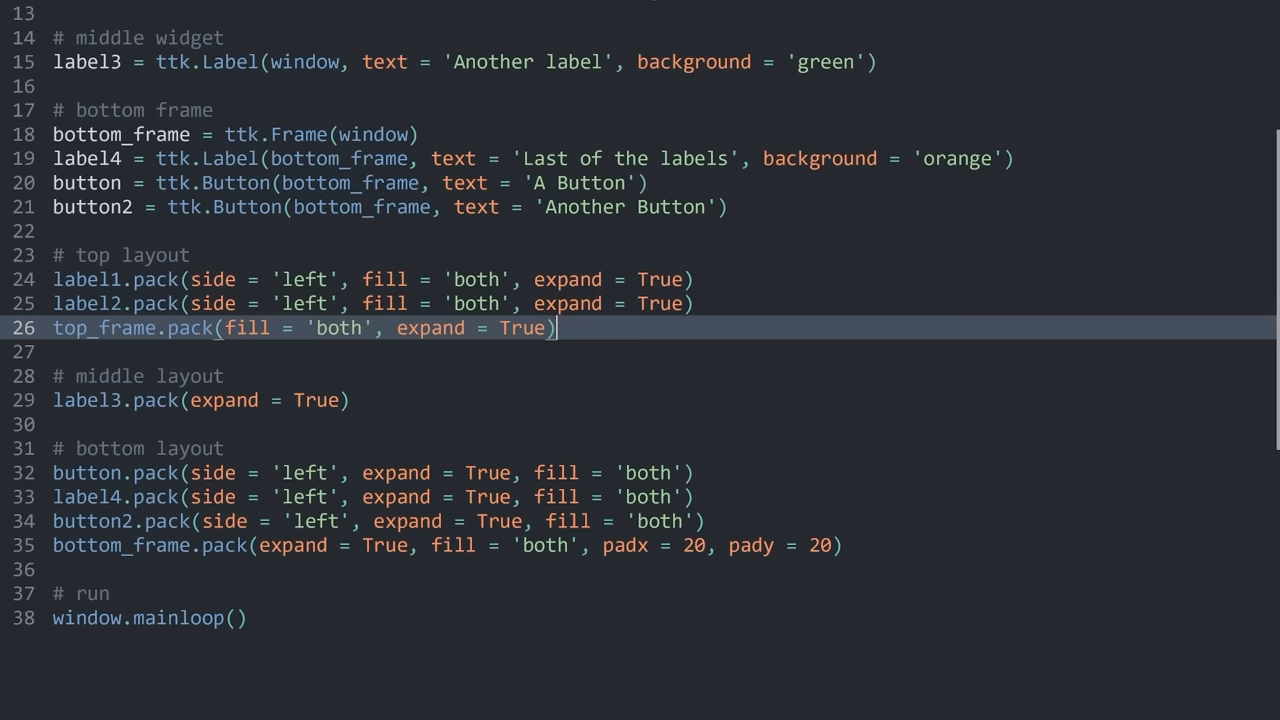 13
14 # middle widget
15 label3 = ttk.Label(window, text = 'Another label', background = 'green')
16
17 # bottom frame
18 bottom_frame = ttk.Frame(window)
19 label4 = ttk.Label(bottom_frame, text = 'Last of the labels', background = 'orange')
20 button = ttk.Button(bottom_frame, text = 'A Button')
21 button2 = ttk.Button(bottom_frame, text = 'Another Button')
22
23 # top layout
24 label1.pack(side = 'left', fill = 'both', expand = True)
25 label2.pack(side = 'left', fill = 'both', expand = True)
26 top_frame.pack(fill = 'both', expand = True)
27
28 # middle layout
29 label3.pack(expand = True)
30
31 # bottom layout
32 button.pack(side = 'left', expand = True, fill = 'both')
33 label4.pack(side = 'left', expand = True, fill = 'both')
34 button2.pack(side = 'left', expand = True, fill = 'both')
35 bottom_frame.pack(expand = True, fill = 'both', padx = 20, pady = 20)
36
37 # run
38 window.mainloop()